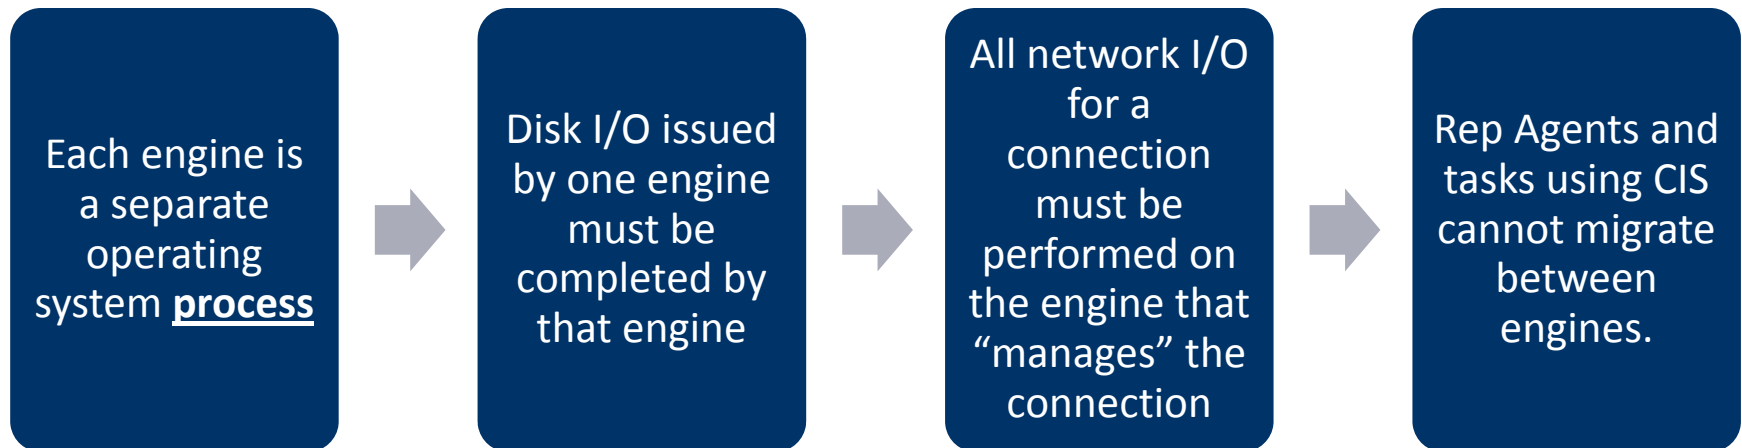 Each engine is
a separate
operating
system process
Disk I/O issued
by one engine
must be
completed by
that engine
All network I/O
for a
connection
must be
performed on
the engine that
“manages” the
connection
Rep Agents and
tasks using CIS
cannot migrate
between
engines.